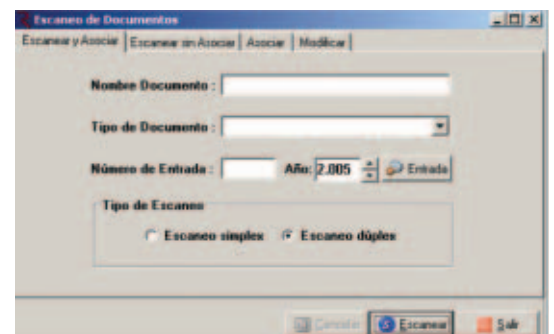 Escaneo de Documentos
Escanear y Asociar Escanear sin Asociar Asociar Modificar
Nombre Documento :
Tipo de Documento :
Número de Entrada : Año: 2.005 Entrada
Tipo de Escaneo
Escaneo simplex Escaneo dúplex
Cancelar Escanear Salir